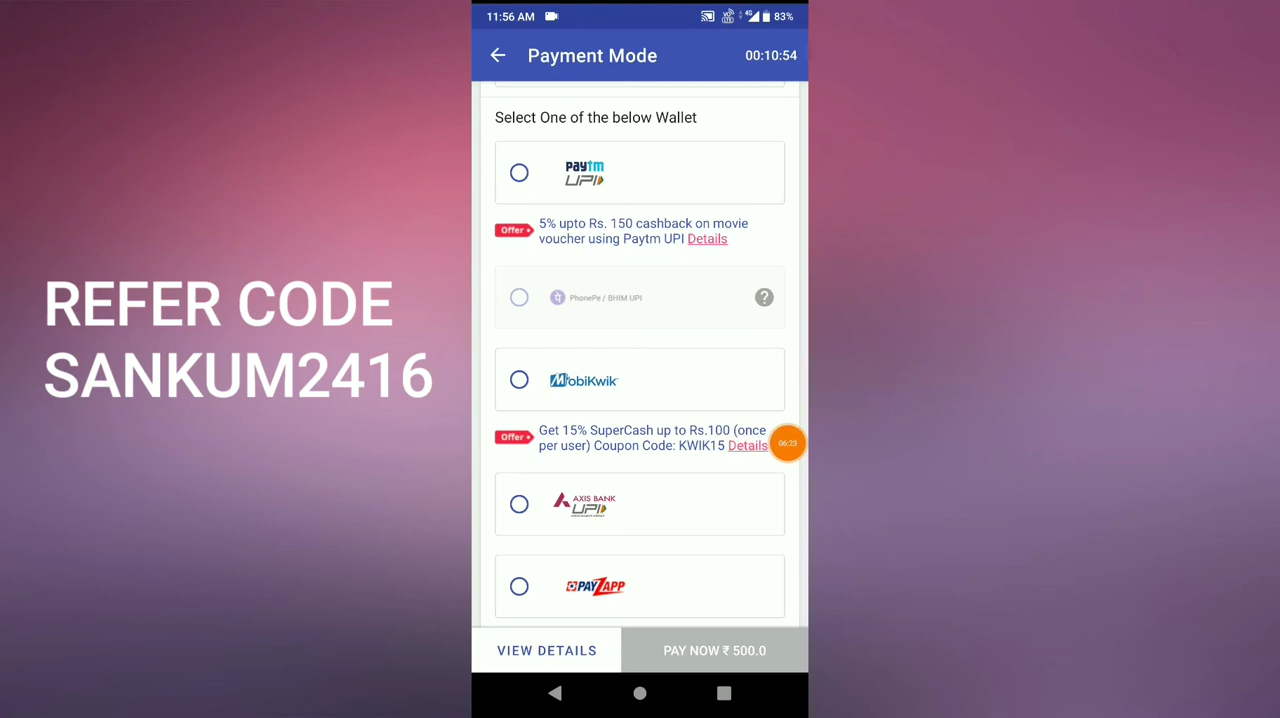 11:56 AM
4G
83%
Payment Mode
00:10:54
Select One of the below Wallet
paytm
UPI
Offer
5% upto Rs. 150 cashback on movie
voucher using Paytm UPI Details
PhonePe / BHIM UPI
?
MobiKwik
Offer
Get 15% SuperCash up to Rs.100 (once
per user) Coupon Code: KWIK15 Details
06:23
AXIS BANK
UPI
PAYZAPP
VIEW DETAILS
PAY NOW ₹ 500.0
REFER CODE
SANKUM2416